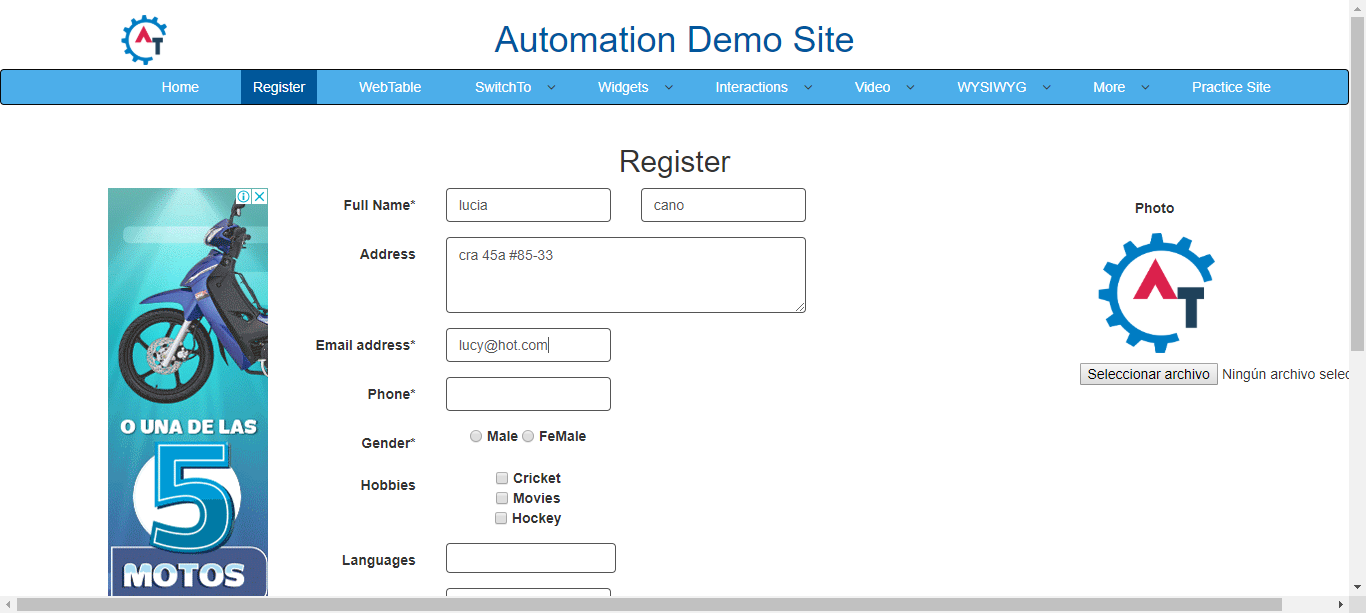 Automation Demo Site
Home Register WebTable SwitchTo Widgets Interactions Video WYSIWYG More Practice Site
Register
Full Name* lucia cano
Photo
Address cra 45a #85-33
AT
Email address* lucy@hot.com
Seleccionar archivo Ningún archivo selec
Phone*
Gender* Male FeMale
Hobbies Cricket
Movies
Hockey
Languages
O UNA DE LAS
5
MOTOS